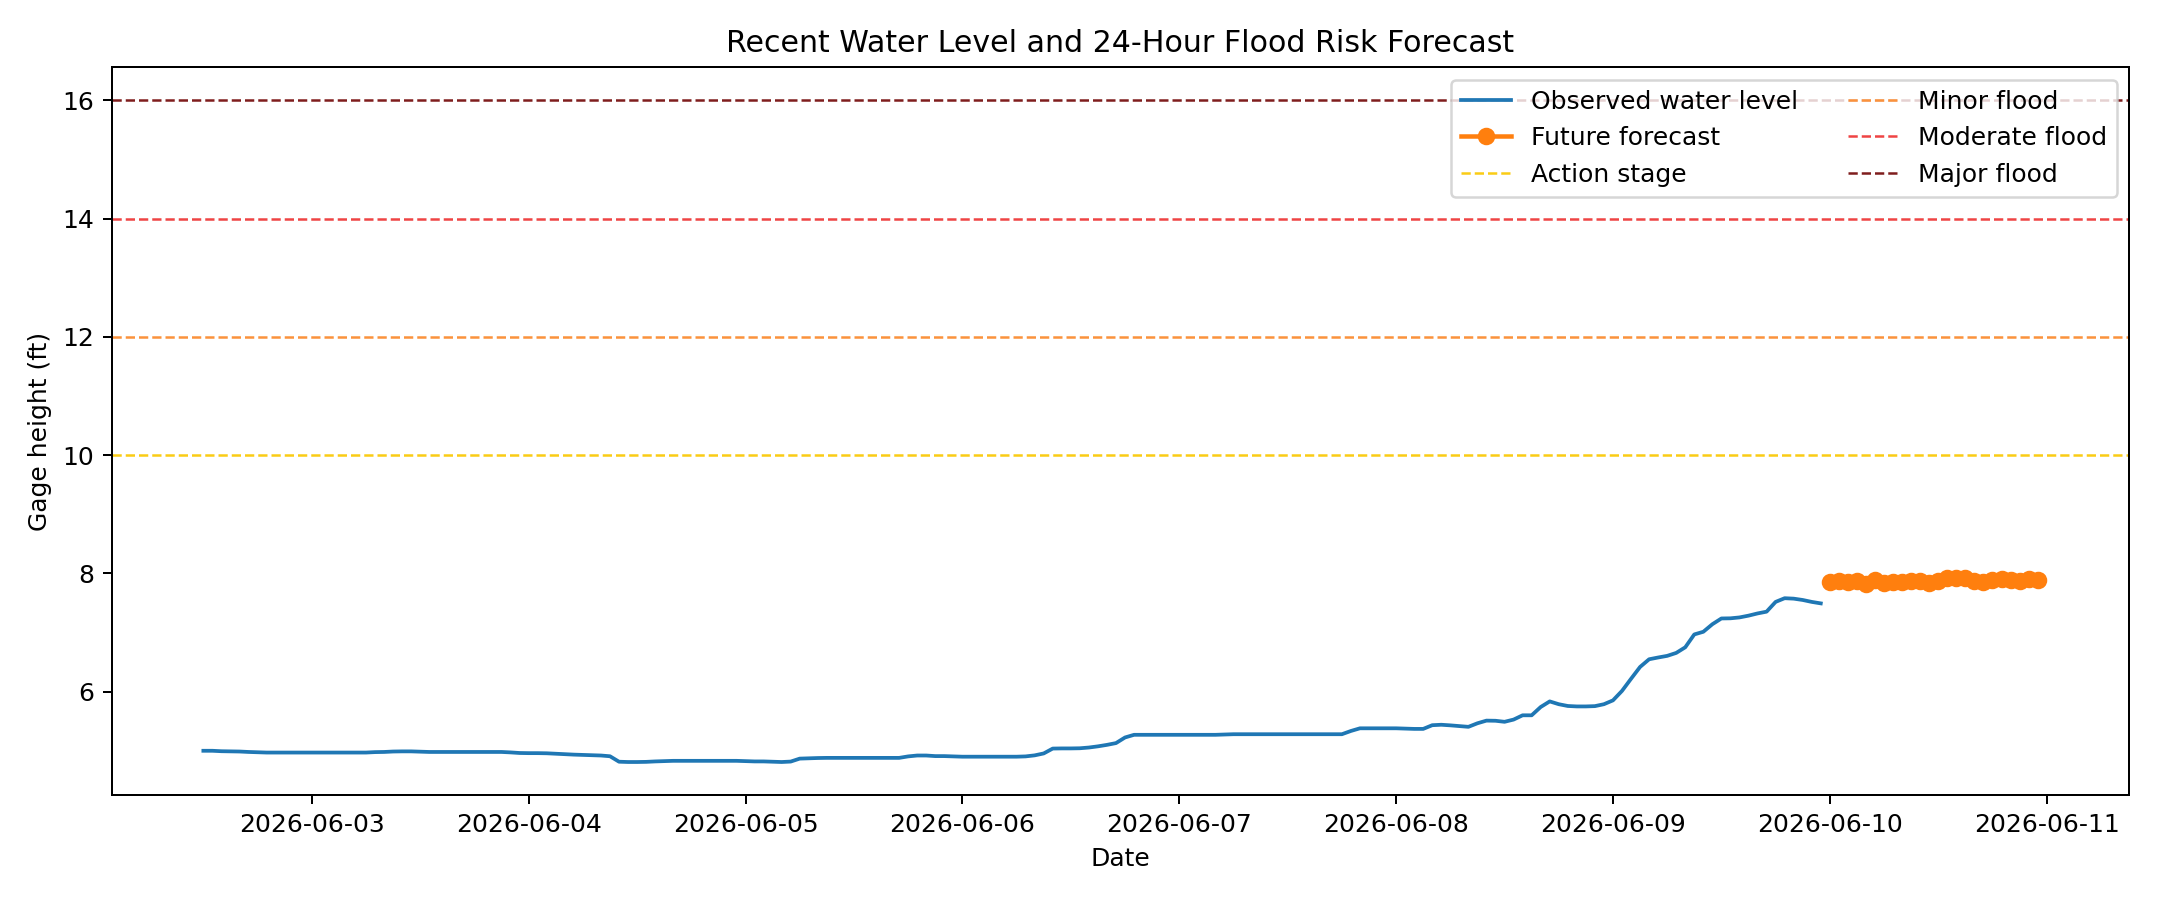 Recent Water Level and 24-Hour Flood Risk Forecast
Observed water level
Future forecast
Action stage
Minor flood
Moderate flood
Major flood
Gage height (ft)
16
14
12
10
8
6
2026-06-03
2026-06-04
2026-06-05
2026-06-06
2026-06-07
2026-06-08
2026-06-09
2026-06-10
2026-06-11
Date